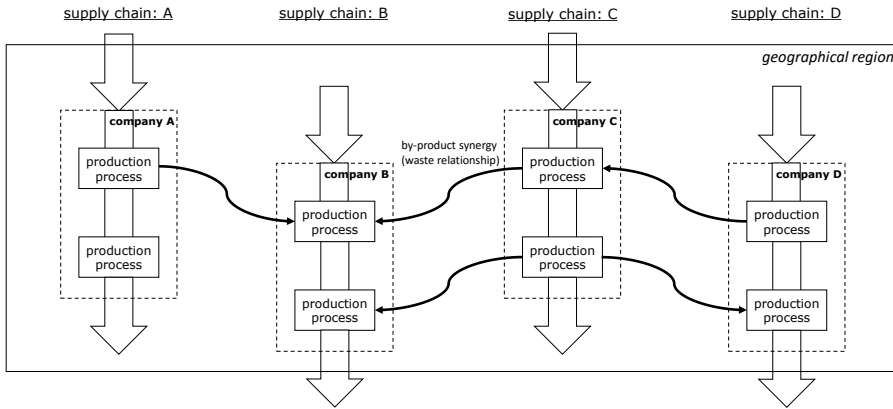 supply chain: A
supply chain: B
supply chain: C
supply chain: D
geographical region
company A
production
process
production
process
company B
production
process
production
process
by-product synergy
(waste relationship)
company C
production
process
production
process
company D
production
process
production
process